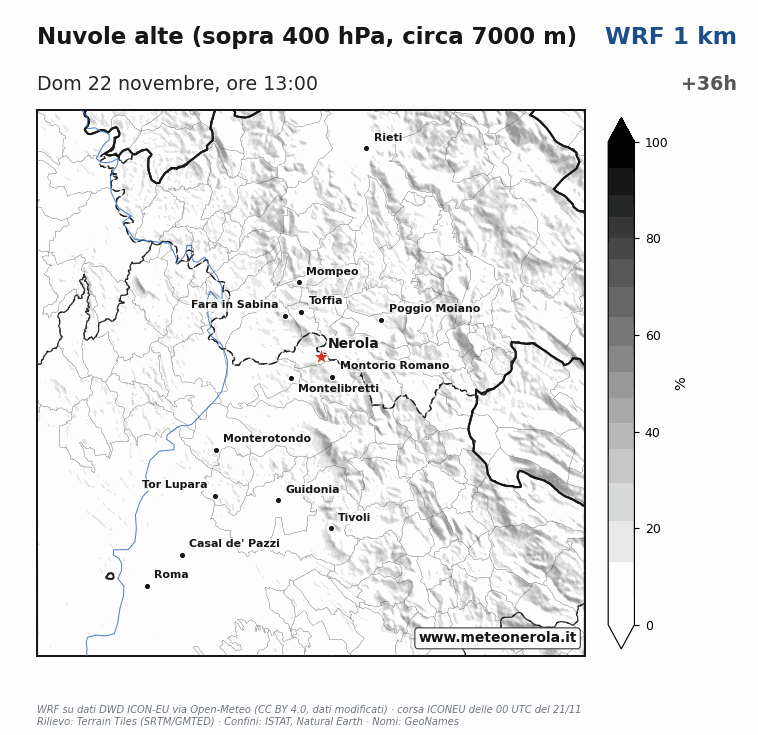 Nuvole alte (sopra 400 hPa, circa 7000 m) WRF 1 km
Dom 22 novembre, ore 13:00 +36h
Rieti
Mompeo
Fara in Sabina
Toffia
Poggio Moiano
Nerola
Montorio Romano
Montelibretti
Monterotondo
Tor Lupara
Guidonia
Tivoli
Casal de' Pazzi
Roma
www.meteonerola.it
100
80
60
40
20
0
%
WRF su dati DWD ICON-EU via Open-Meteo (CC BY 4.0, dati modificati) · corsa ICONEU delle 00 UTC del 21/11
Rilievo: Terrain Tiles (SRTM/GMTED) · Confini: ISTAT, Natural Earth · Nomi: GeoNames